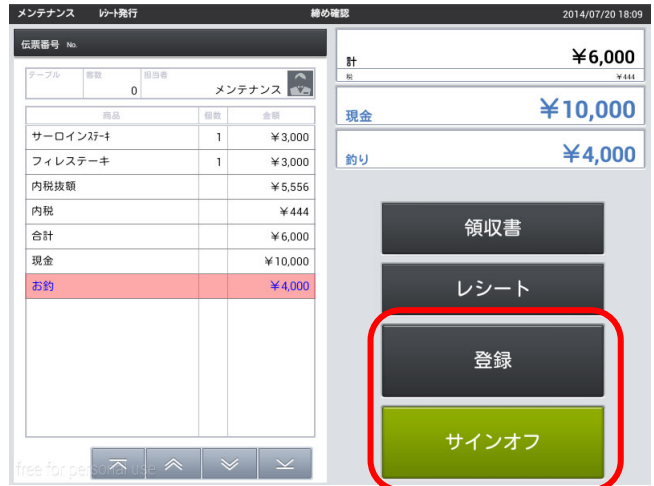 メンテナンス ﾚｼｰﾄ発行 締め確認 2014/07/20 18:09
伝票番号 No.
テーブル 客数 0 担当者 メンテナンス
商品 個数 金額
サーロインｽﾃｰｷ 1 ¥3,000
フィレステーキ 1 ¥3,000
内税抜額 ¥5,556
内税 ¥444
合計 ¥6,000
現金 ¥10,000
お釣 ¥4,000
free for personal use
計 ¥6,000
税 ¥444
現金 ¥10,000
釣り ¥4,000
領収書
レシート
登録
サインオフ